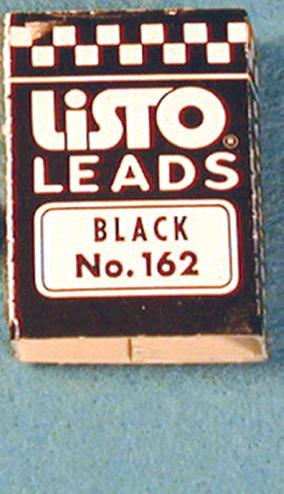 LiSTO®
LEADS
BLACK
No. 162